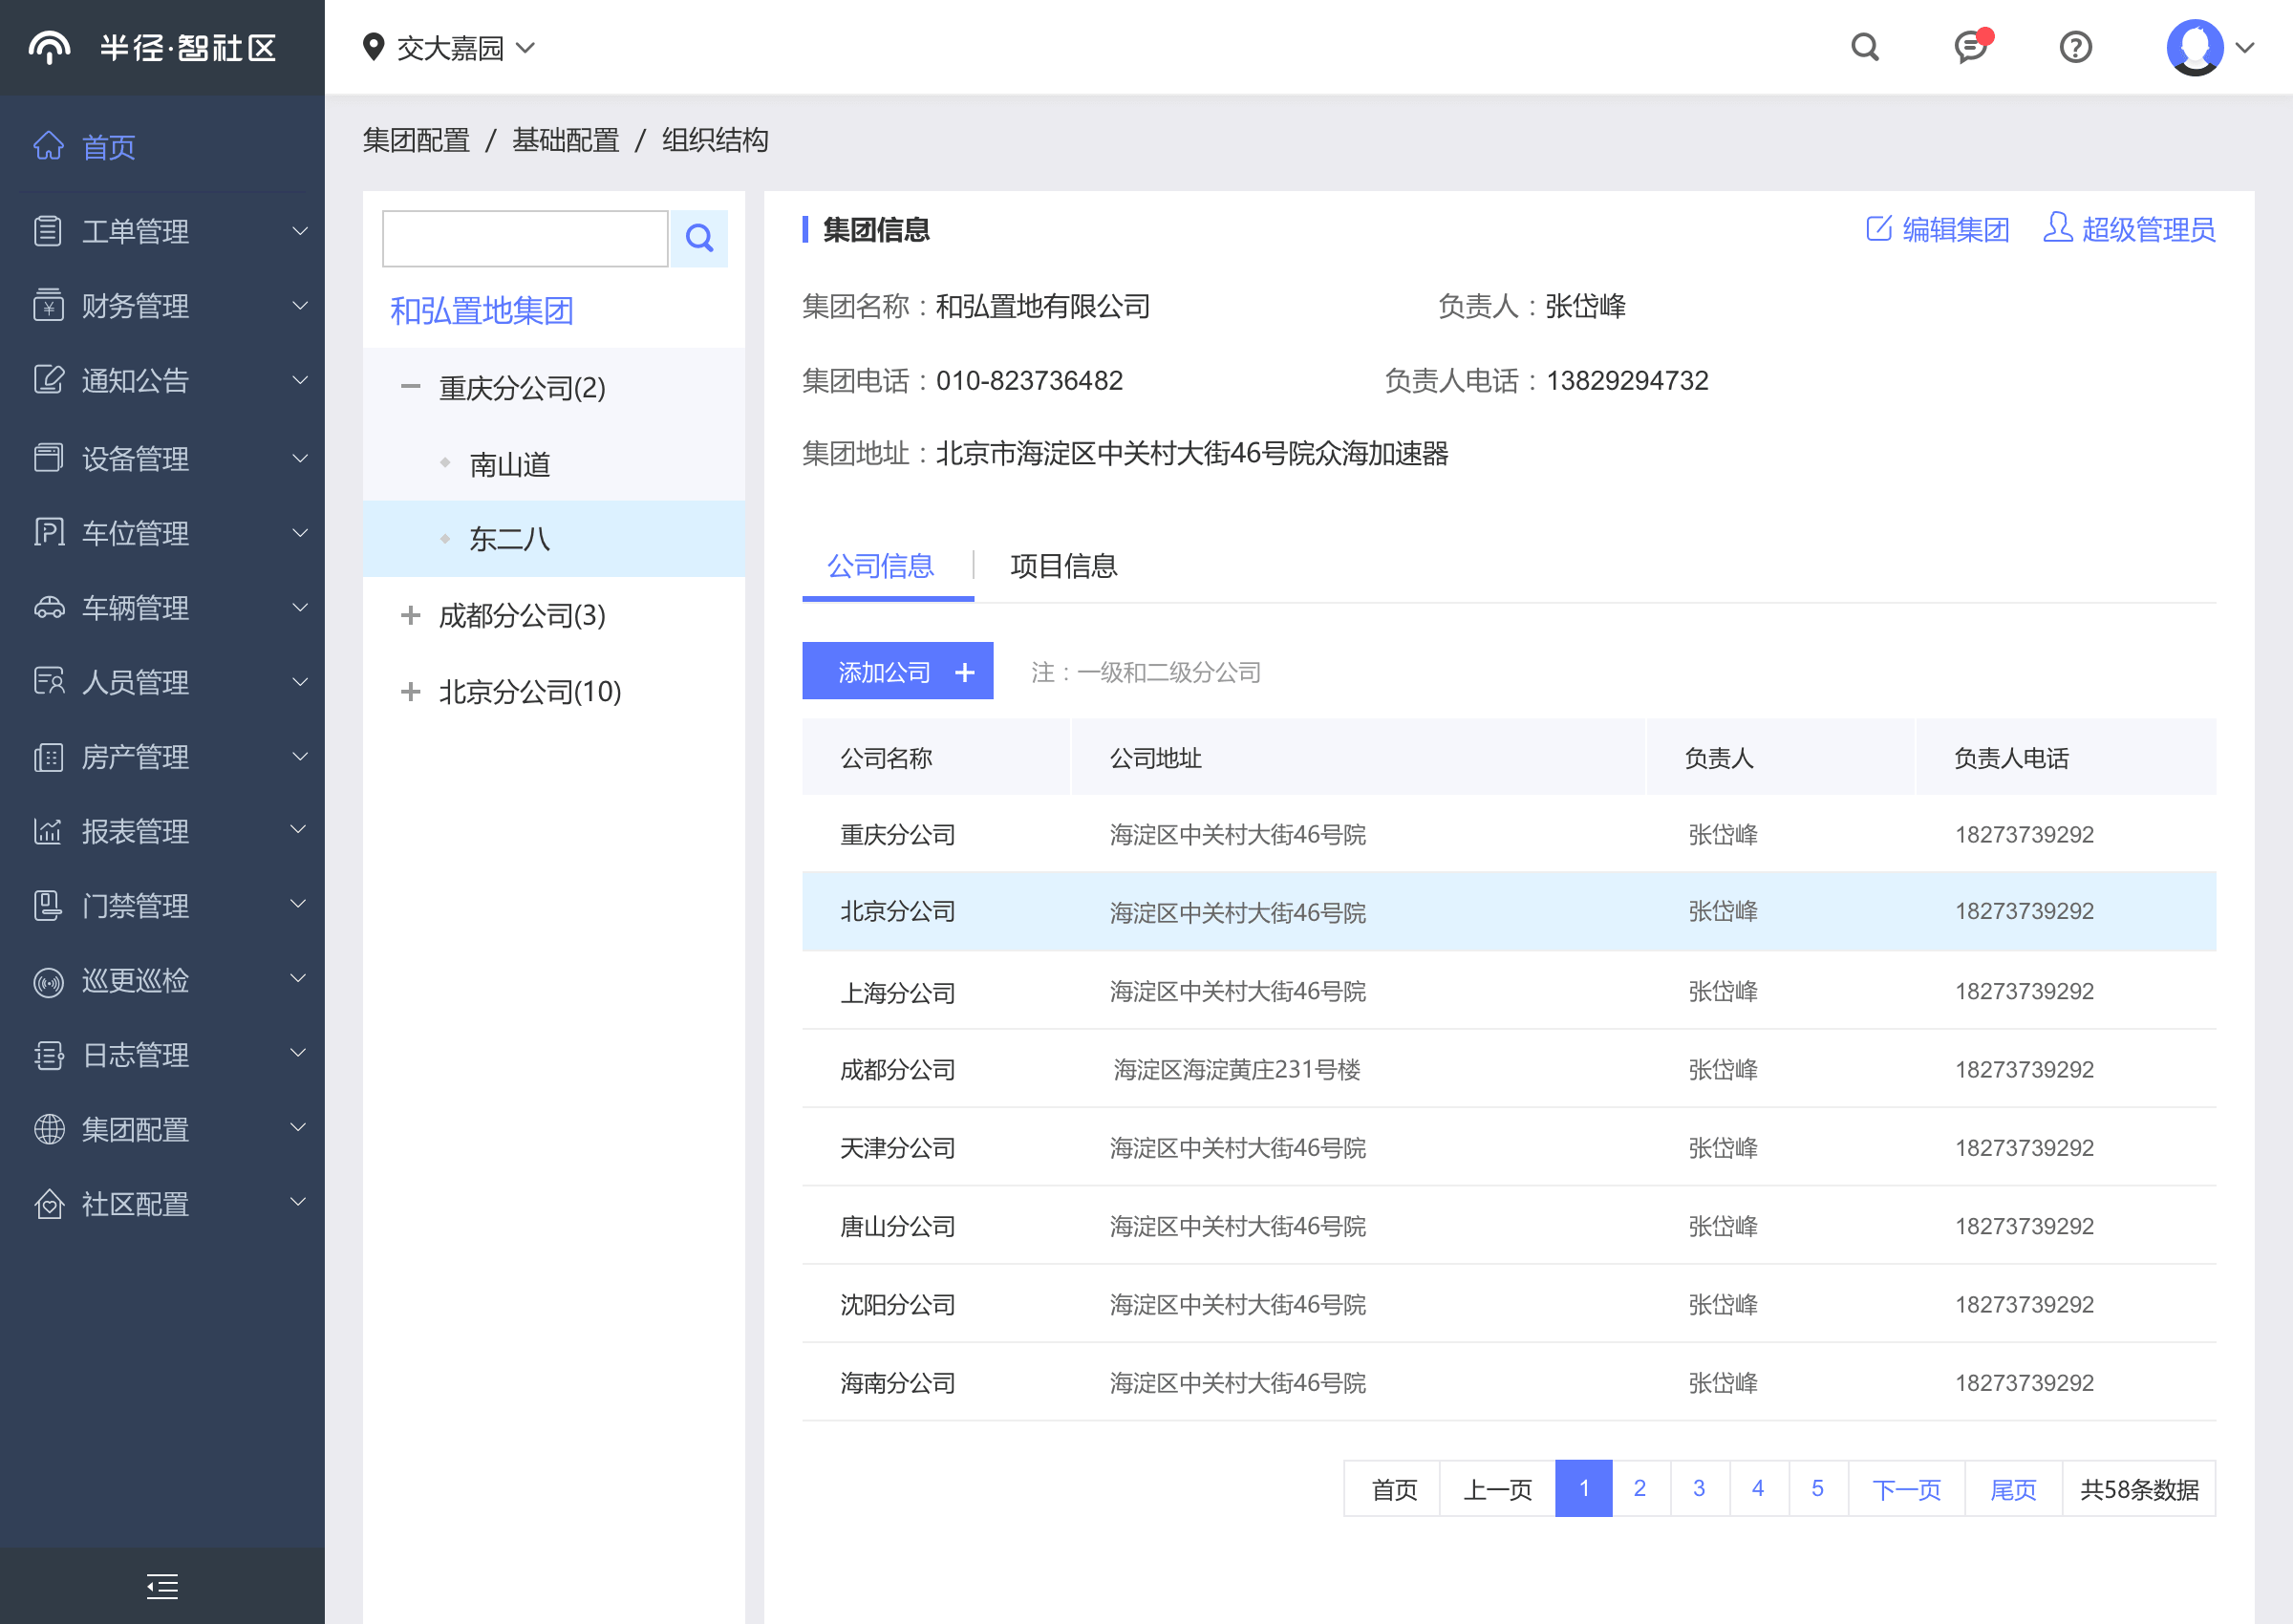 半径·智社区
交大嘉园
首页
工单管理
财务管理
通知公告
设备管理
车位管理
车辆管理
人员管理
房产管理
报表管理
门禁管理
巡更巡检
日志管理
集团配置
社区配置
集团配置 / 基础配置 / 组织结构
和弘置地集团
重庆分公司(2)
南山道
东二八
成都分公司(3)
北京分公司(10)
集团信息
编辑集团 超级管理员
集团名称：和弘置地有限公司 负责人：张岱峰
集团电话：010-823736482 负责人电话：13829294732
集团地址：北京市海淀区中关村大街46号院众海加速器
公司信息 项目信息
添加公司 + 注：一级和二级分公司
公司名称 公司地址 负责人 负责人电话
重庆分公司 海淀区中关村大街46号院 张岱峰 18273739292
北京分公司 海淀区中关村大街46号院 张岱峰 18273739292
上海分公司 海淀区中关村大街46号院 张岱峰 18273739292
成都分公司 海淀区海淀黄庄231号楼 张岱峰 18273739292
天津分公司 海淀区中关村大街46号院 张岱峰 18273739292
唐山分公司 海淀区中关村大街46号院 张岱峰 18273739292
沈阳分公司 海淀区中关村大街46号院 张岱峰 18273739292
海南分公司 海淀区中关村大街46号院 张岱峰 18273739292
首页 上一页 1 2 3 4 5 下一页 尾页 共58条数据